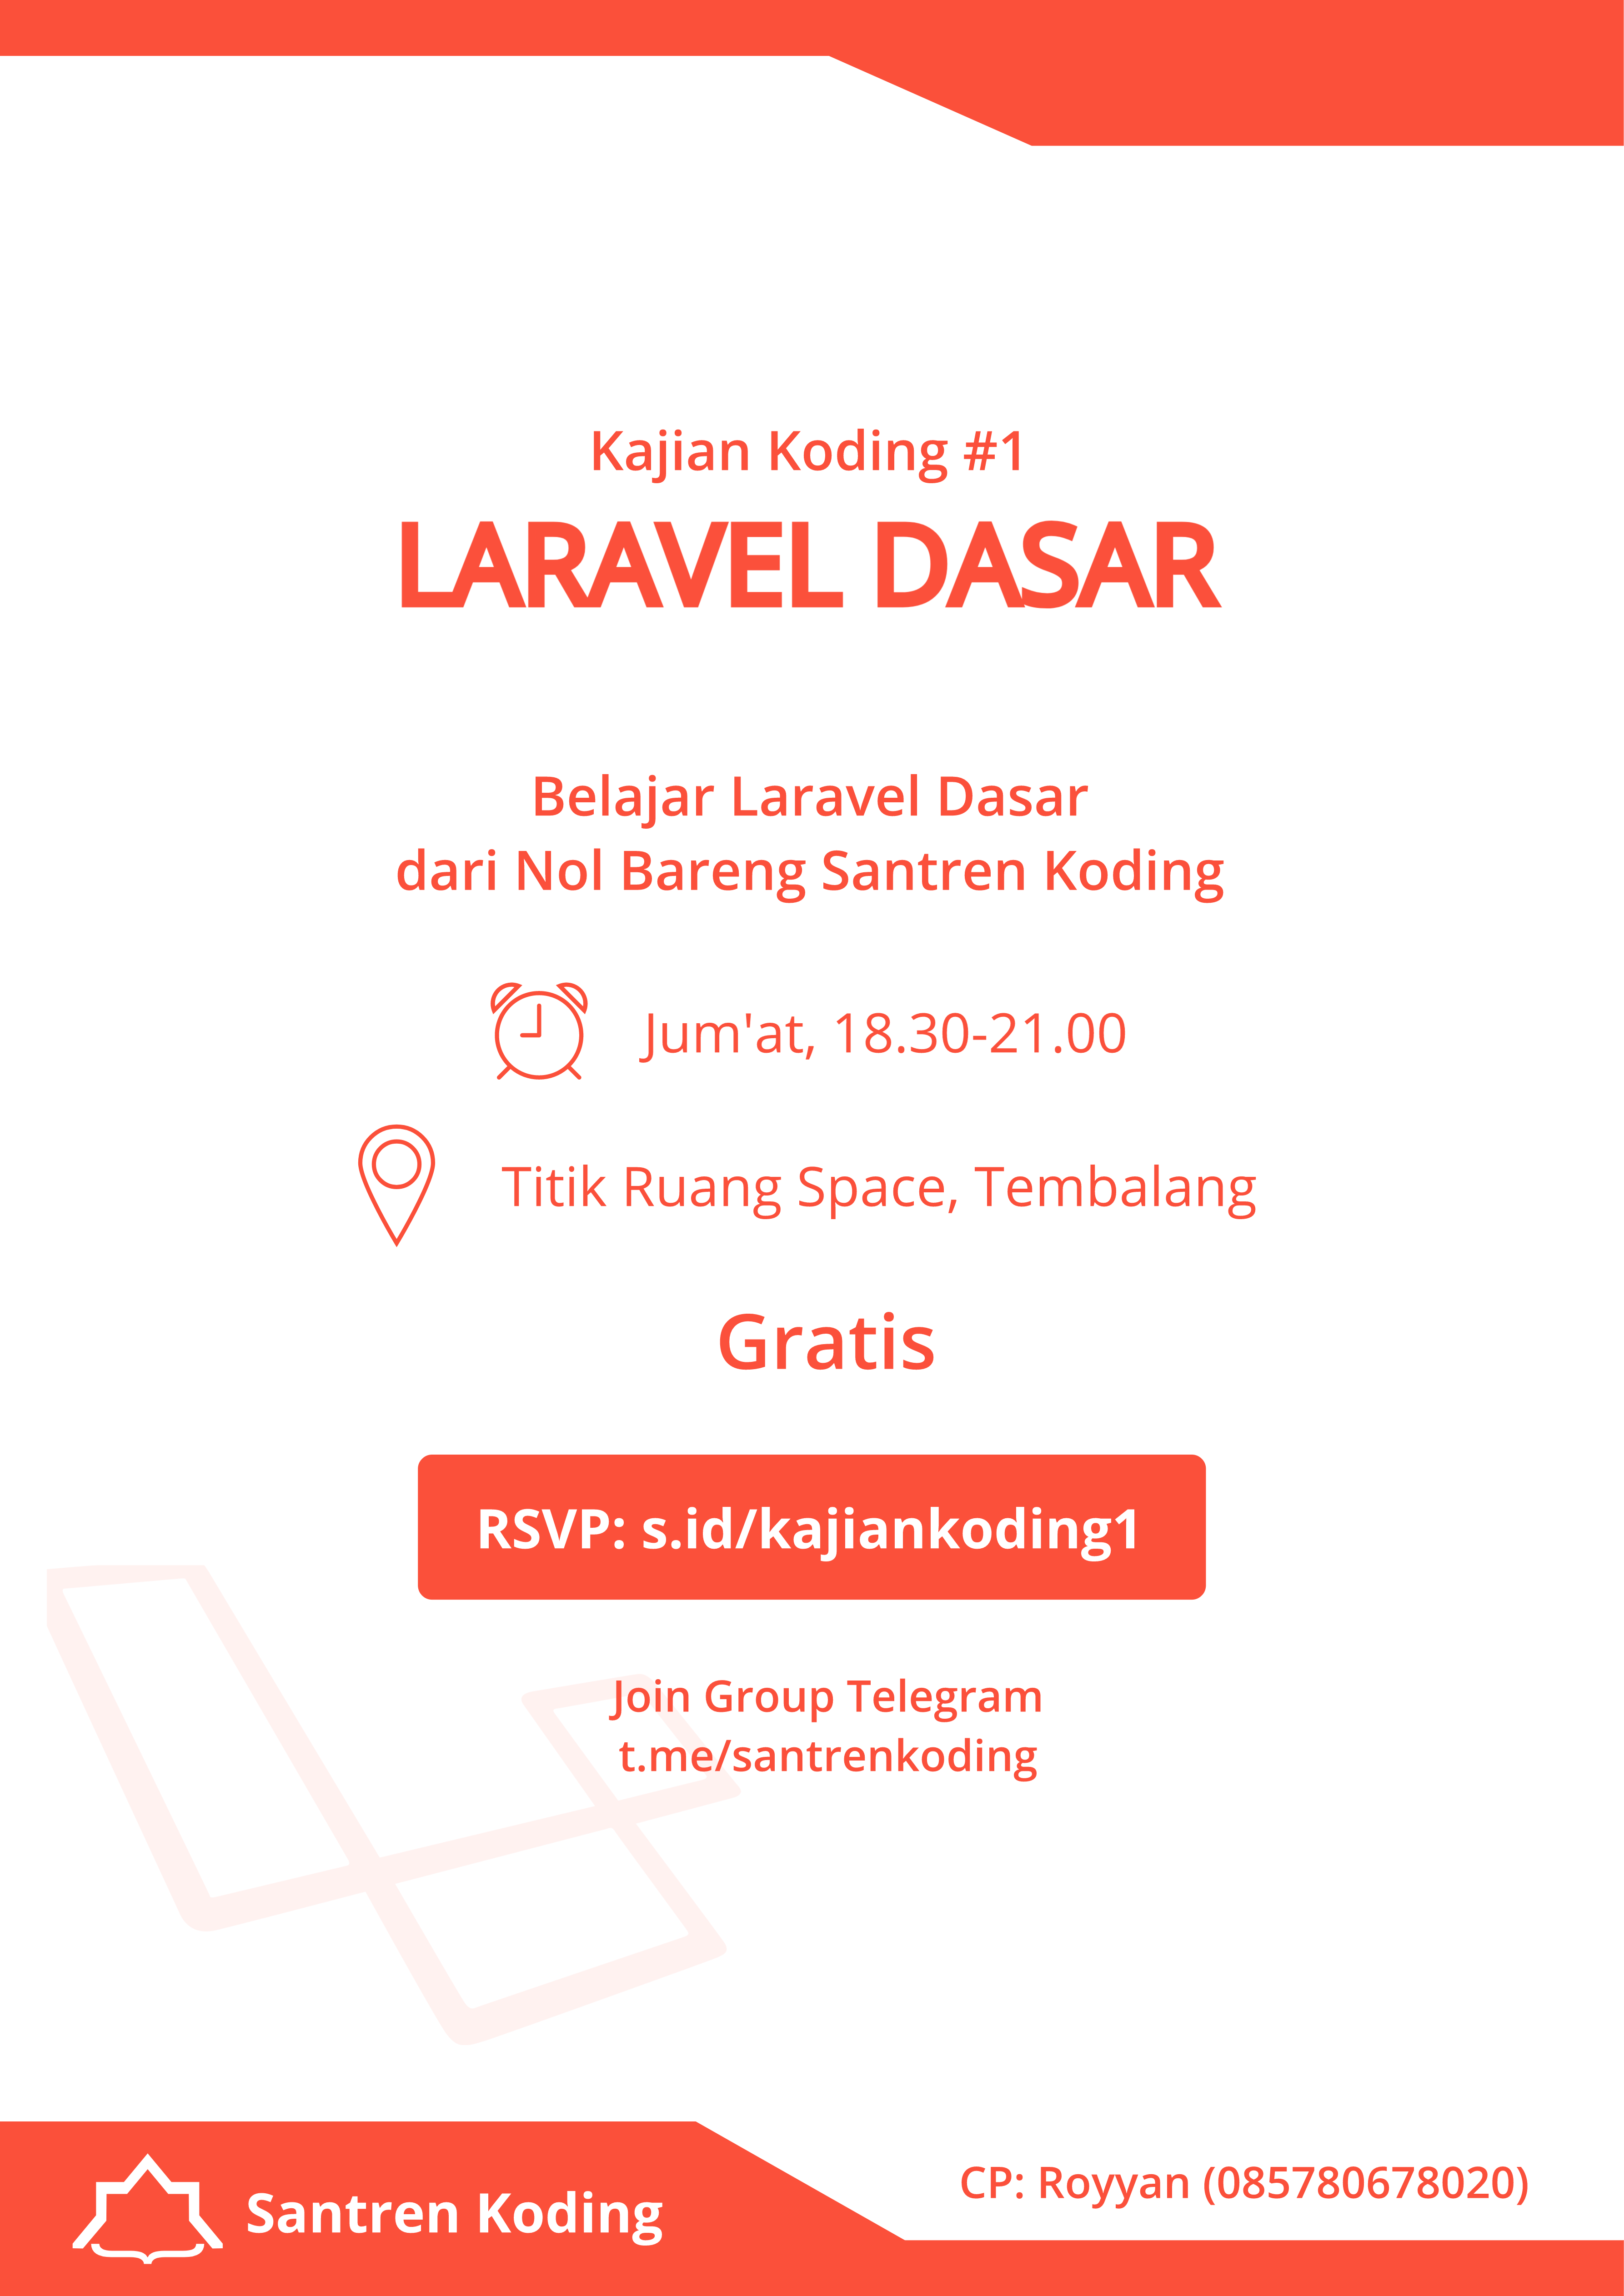 Kajian Koding #1
LARAVEL DASAR
Belajar Laravel Dasar
dari Nol Bareng Santren Koding
Jum'at, 18.30-21.00
Titik Ruang Space, Tembalang
Gratis
RSVP: s.id/kajiankoding1
Join Group Telegram
t.me/santrenkoding
Santren Koding
CP: Royyan (085780678020)